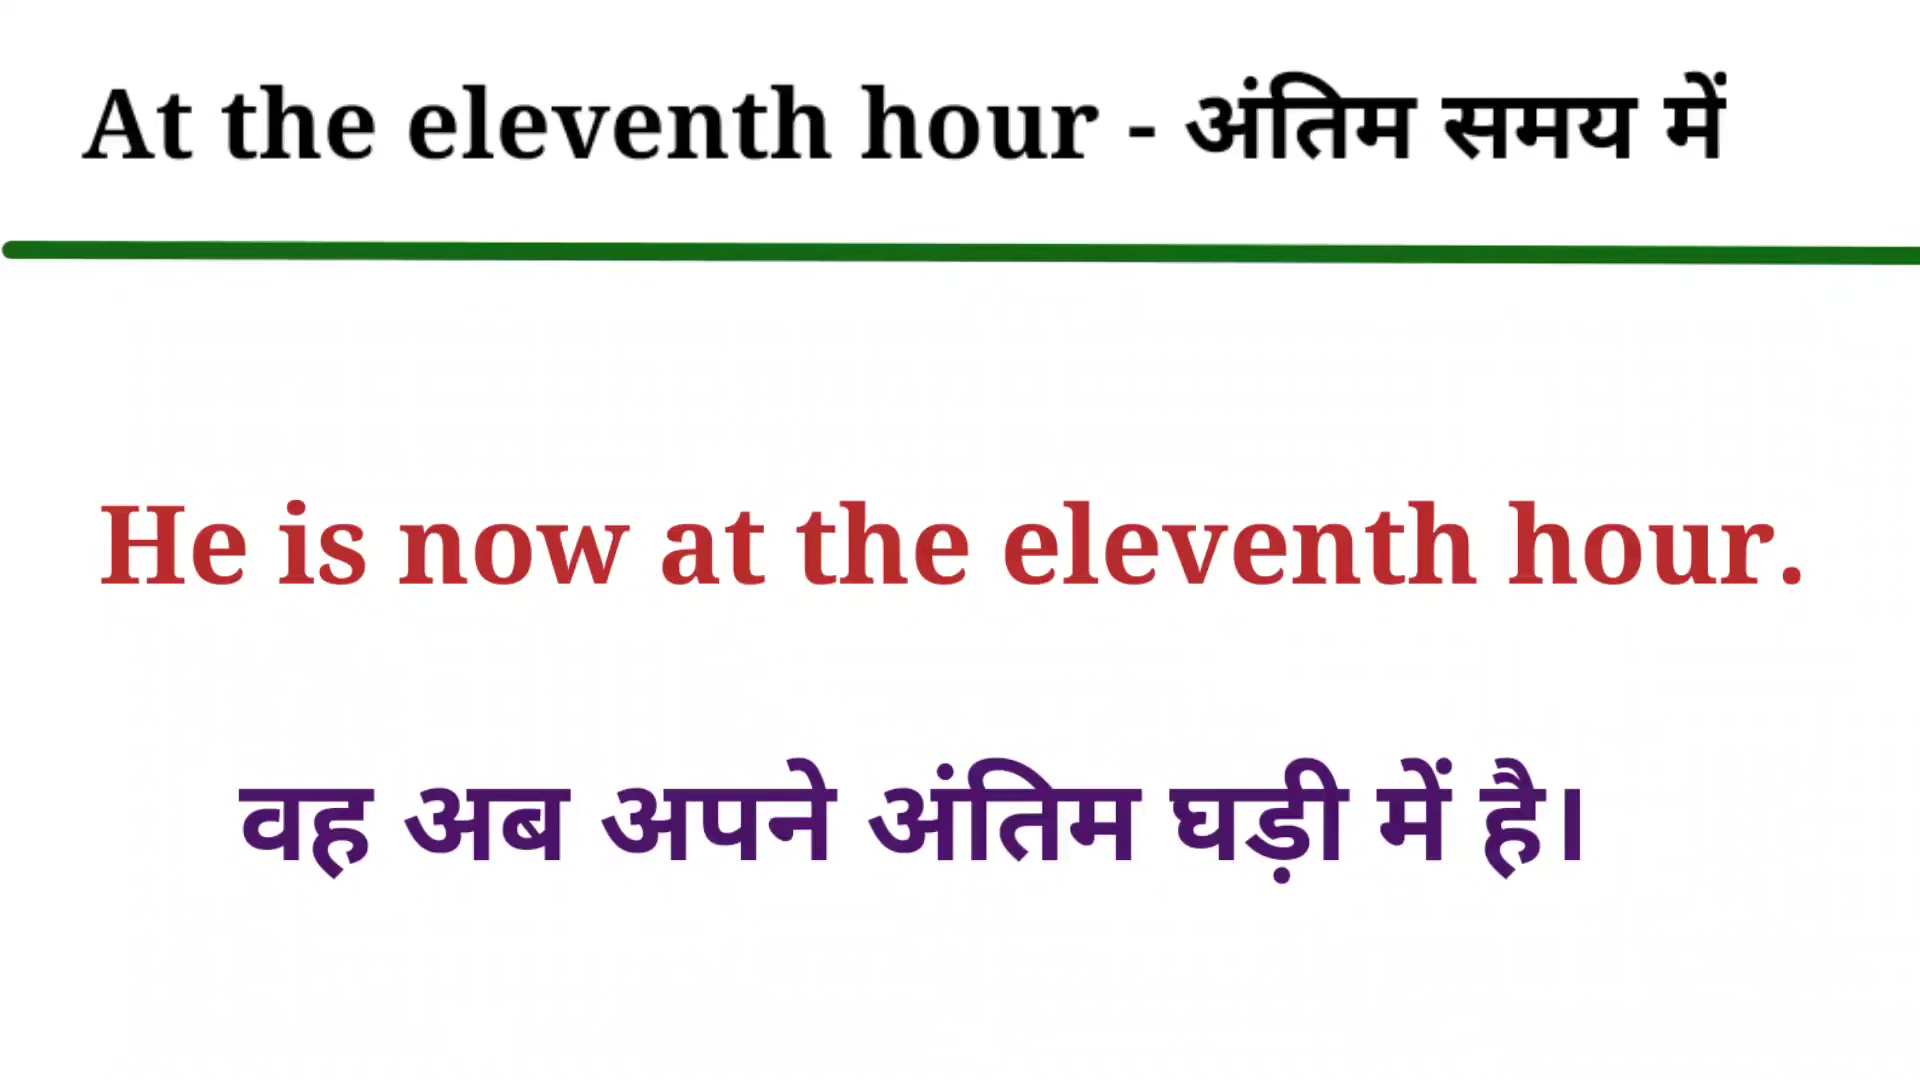 At the eleventh hour - अंतिम समय में
He is now at the eleventh hour.
वह अब अपने अंतिम घड़ी में है।